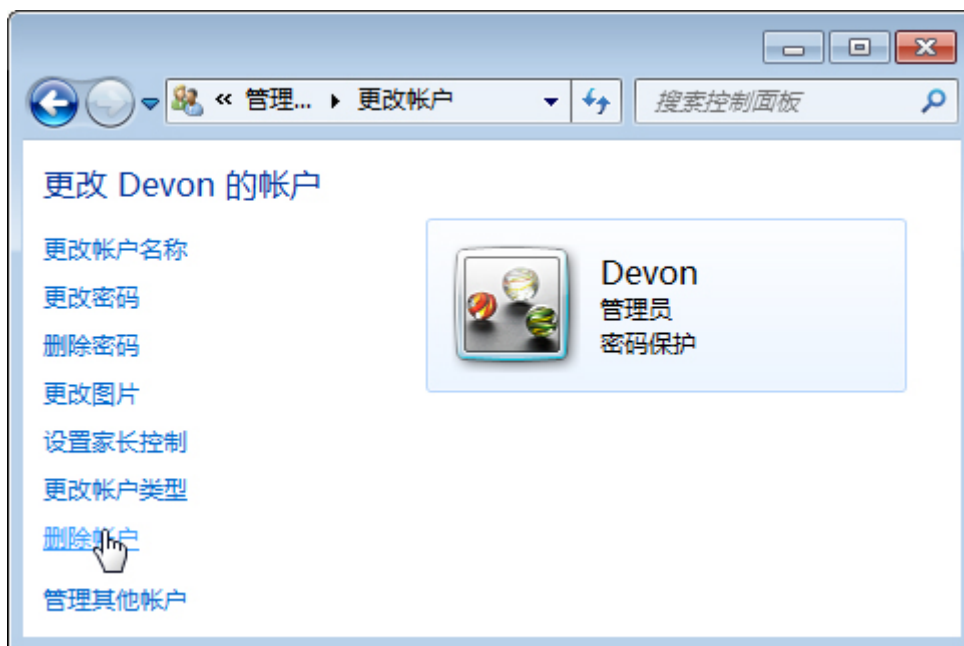 « 管理... 更改帐户
搜索控制面板
更改 Devon 的帐户
更改帐户名称
更改密码
删除密码
更改图片
设置家长控制
更改帐户类型
删除帐户
管理其他帐户
Devon
管理员
密码保护